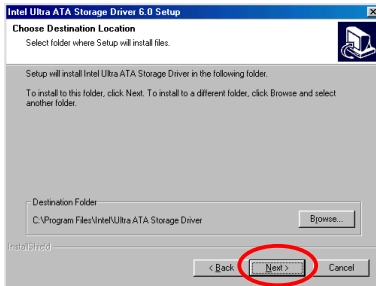 Intel Ultra ATA Storage Driver 6.0 Setup
Choose Destination Location
Select folder where Setup will install files.
Setup will install Intel Ultra ATA Storage Driver in the following folder.
To install to this folder, click Next. To install to a different folder, click Browse and select
another folder.
Destination Folder
C:\Program Files\Intel\Ultra ATA Storage Driver
Browse...
InstallShield
< Back
Next >
Cancel